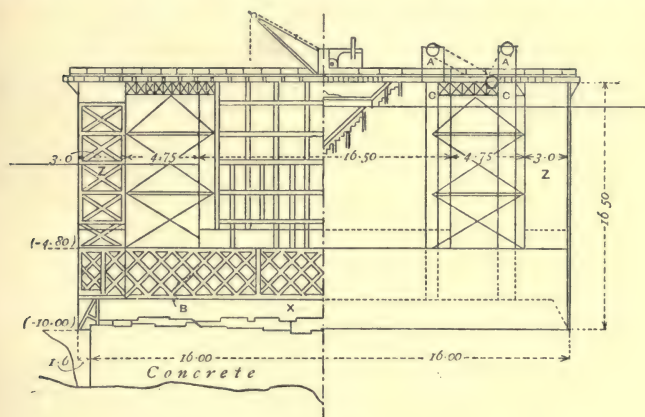 A A
C C
3.0 4.75 16.50 4.75 3.0
Z Z
16.50
(-4.80)
B X
(-10.00)
1.6 16.00 16.00
Concrete